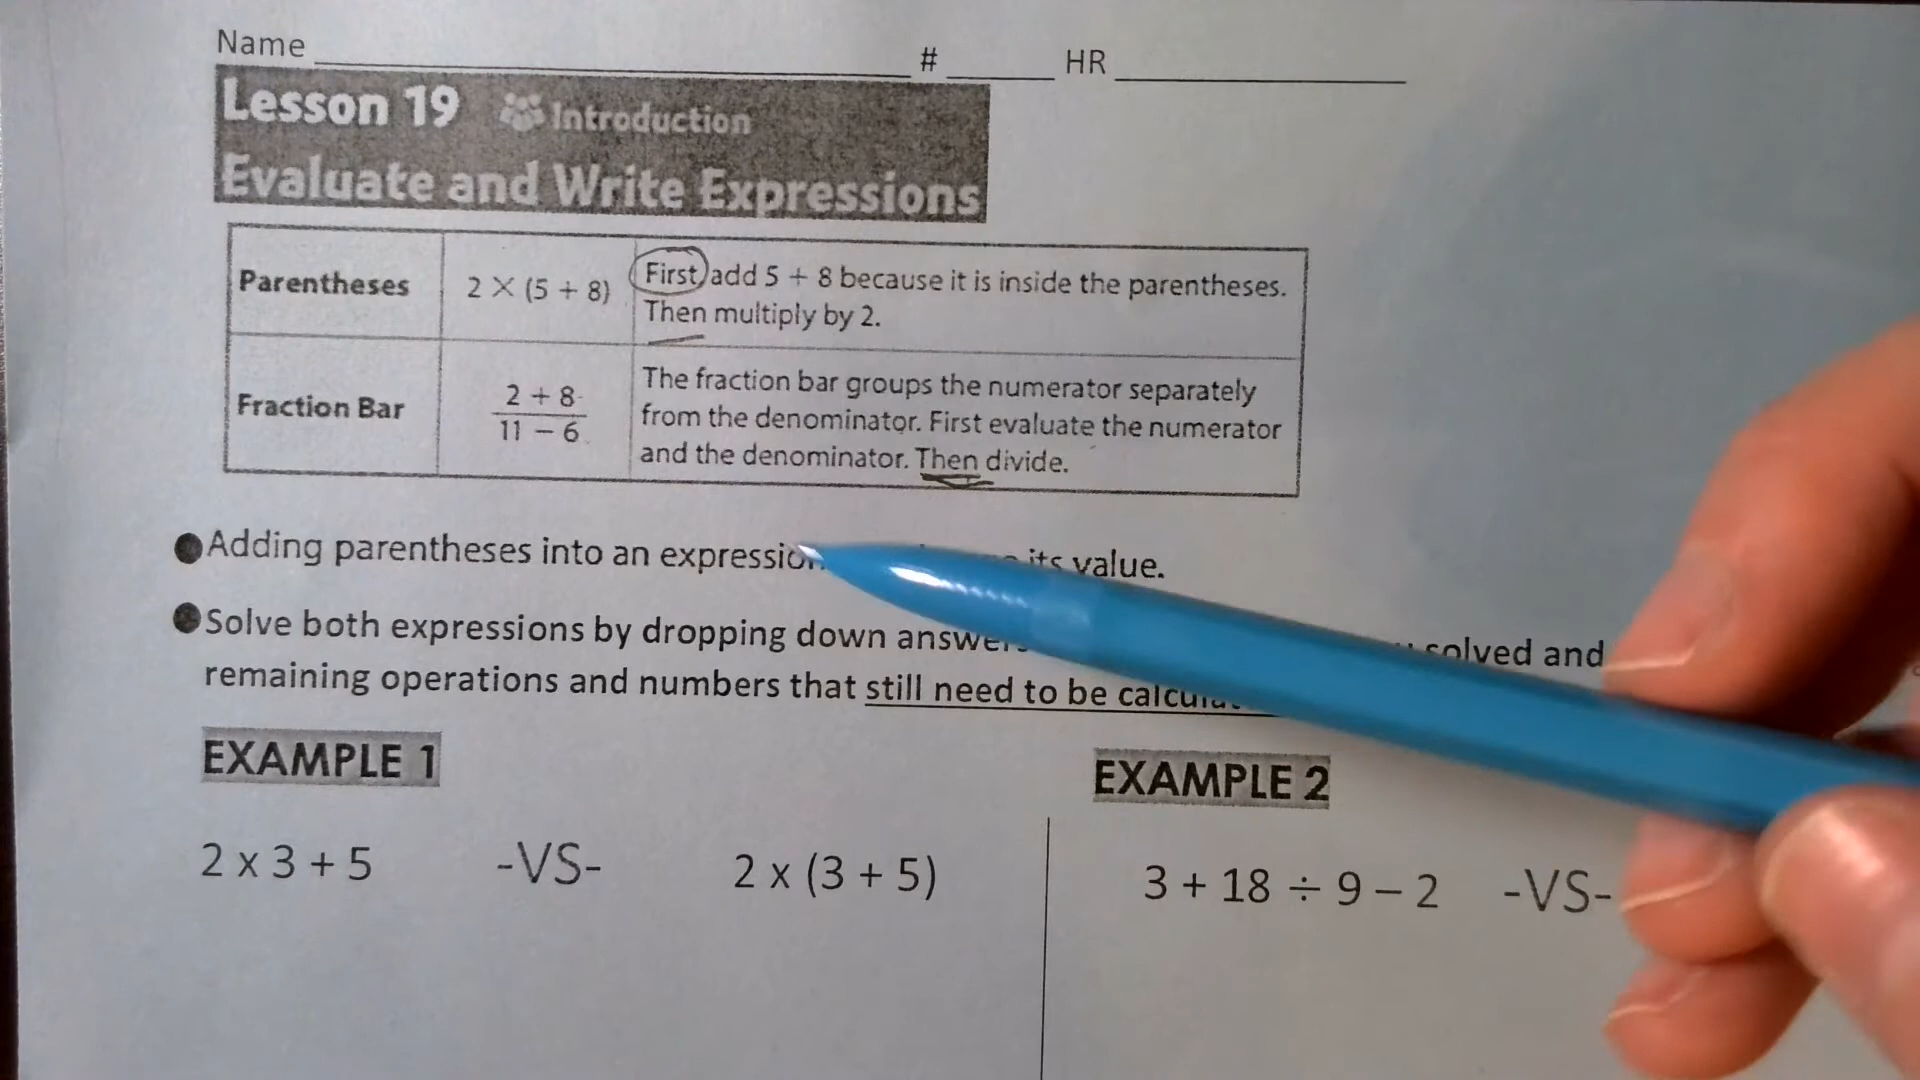 Name # HR
Lesson 19 Introduction
Evaluate and Write Expressions
Parentheses
2 × (5 + 8)
First add 5 + 8 because it is inside the parentheses.
Then multiply by 2.
Fraction Bar
2 + 8
11 − 6
The fraction bar groups the numerator separately
from the denominator. First evaluate the numerator
and the denominator. Then divide.
Adding parentheses into an its value.
Solve both expressions by dropping down solved and
remaining operations and numbers that still need to be
EXAMPLE 1
2 x 3 + 5 -VS- 2 x (3 + 5)
EXAMPLE 2
3 + 18 ÷ 9 – 2 -VS-